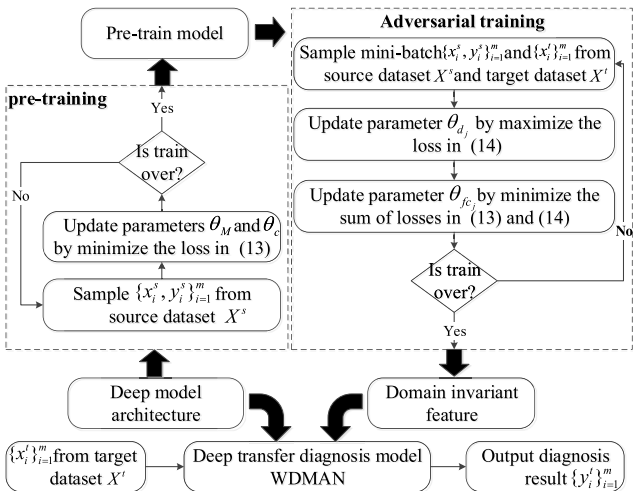 Pre-train model
Adversarial training
Sample mini-batch{x_i^s, y_i^s}_{i=1}^m and{x_i^t}_{i=1}^m from
source dataset X^s and target dataset X^t
Update parameter θ_{d_j} by maximize the
loss in (14)
Update parameter θ_{fc_j} by minimize the
sum of losses in (13) and (14)
Is train
over?
No
Yes
pre-training
Yes
Is train
over?
No
Update parameters θ_M and θ_c
by minimize the loss in (13)
Sample {x_i^s, y_i^s}_{i=1}^m from
source dataset X^s
Deep model
architecture
Domain invariant
feature
{x_i^t}_{i=1}^m from target
dataset X^t
Deep transfer diagnosis model
WDMAN
Output diagnosis
result {y_i^t}_{i=1}^m